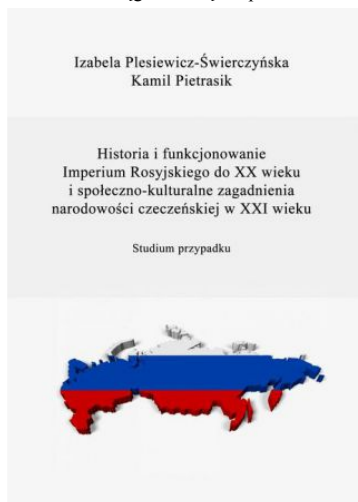 Izabela Plesiewicz-Świerczyńska
Kamil Pietrasik
Historia i funkcjonowanie
Imperium Rosyjskiego do XX wieku
i społeczno-kulturalne zagadnienia
narodowości czeczeńskiej w XXI wieku
Studium przypadku